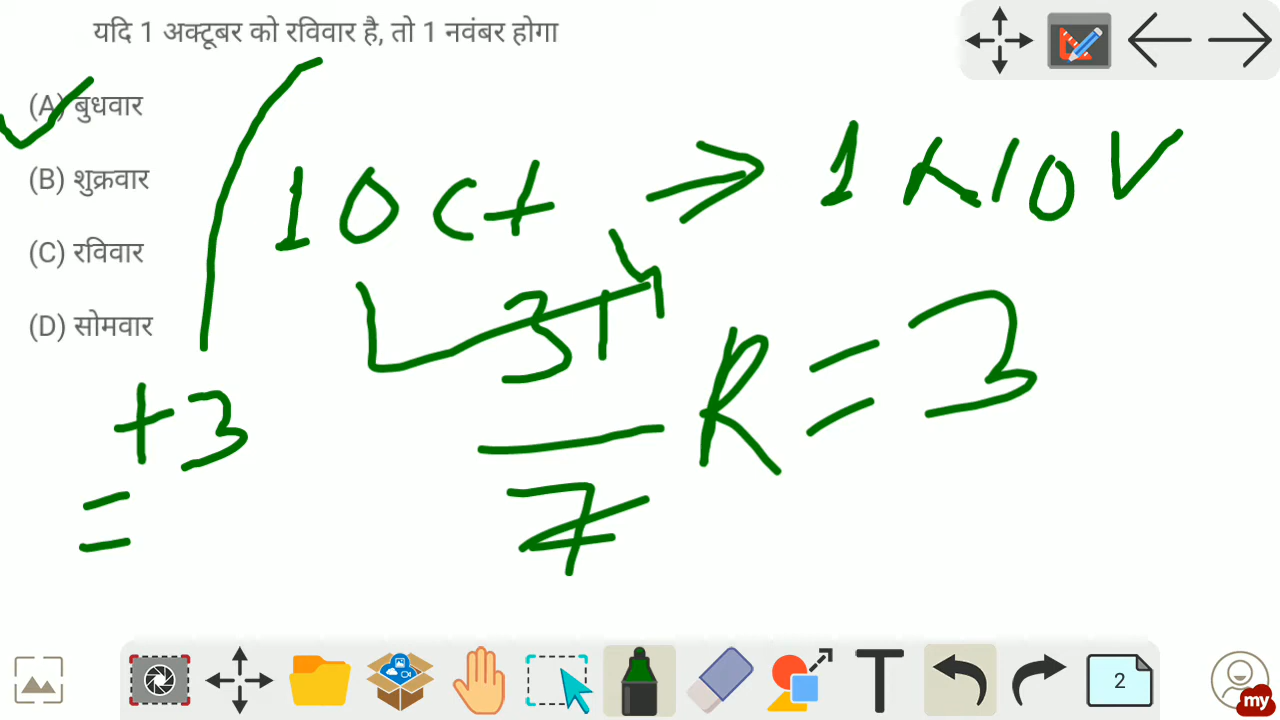 यदि 1 अक्टूबर को रविवार है, तो 1 नवंबर होगा
(A) बुधवार
(B) शुक्रवार
(C) रविवार
(D) सोमवार
1 Oct ⇒ 1 NOV
31
7
R = 3
+3
=
2
my